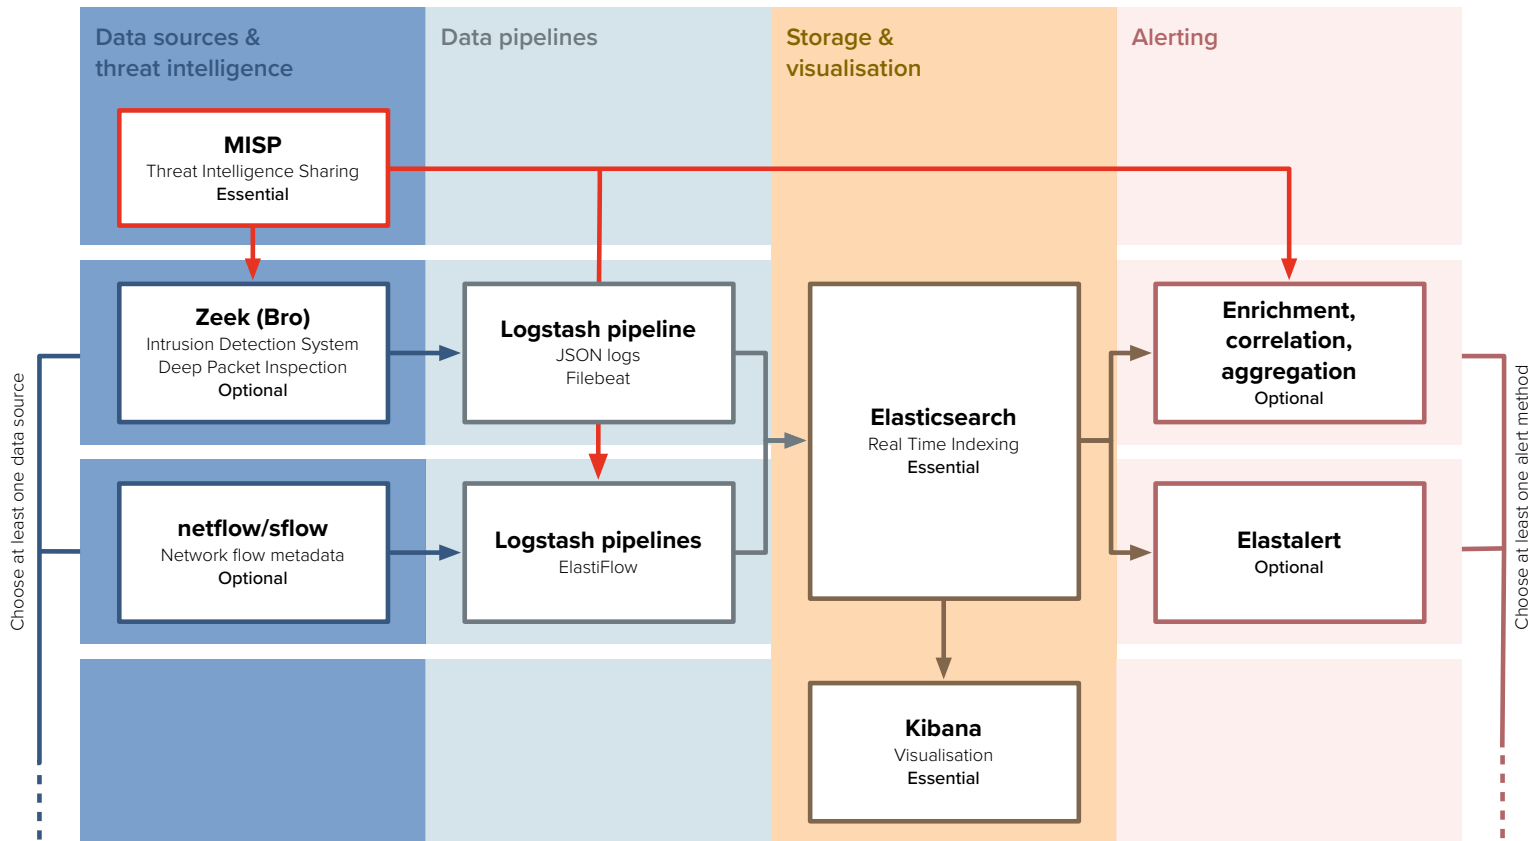 Data sources &
threat intelligence
Data pipelines
Storage &
visualisation
Alerting
MISP
Threat Intelligence Sharing
Essential
Zeek (Bro)
Intrusion Detection System
Deep Packet Inspection
Optional
Logstash pipeline
JSON logs
Filebeat
Elasticsearch
Real Time Indexing
Essential
Enrichment,
correlation,
aggregation
Optional
netflow/sflow
Network flow metadata
Optional
Logstash pipelines
ElastiFlow
Elastalert
Optional
Kibana
Visualisation
Essential
Choose at least one data source
Choose at least one alert method